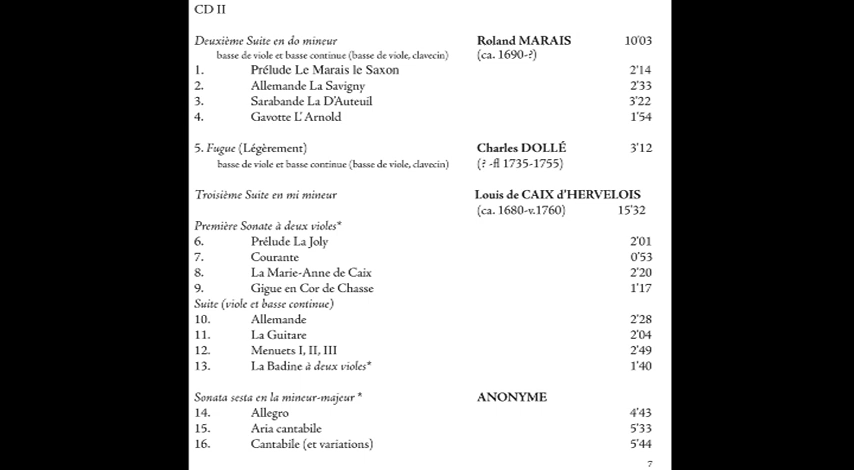 CD II
Deuxième Suite en do mineur Roland MARAIS 10'03
basse de viole et basse continue (basse de viole, clavecin) (ca. 1690-?)
1. Prélude Le Marais le Saxon 2'14
2. Allemande La Savigny 2'33
3. Sarabande La D'Auteuil 3'22
4. Gavotte L'Arnold 1'54
5. Fugue (Légèrement) Charles DOLLÉ 3'12
basse de viole et basse continue (basse de viole, clavecin) (? -fl 1735-1755)
Troisième Suite en mi mineur Louis de CAIX d'HERVELOIS
(ca. 1680-v.1760) 15'32
Première Sonate à deux violes*
6. Prélude La Joly 2'01
7. Courante 0'53
8. La Marie-Anne de Caix 2'20
9. Gigue en Cor de Chasse 1'17
Suite (viole et basse continue)
10. Allemande 2'28
11. La Guitare 2'04
12. Menuets I, II, III 2'49
13. La Badine à deux violes* 1'40
Sonata sesta en la mineur-majeur * ANONYME
14. Allegro 4'43
15. Aria cantabile 5'33
16. Cantabile (et variations) 5'44
7